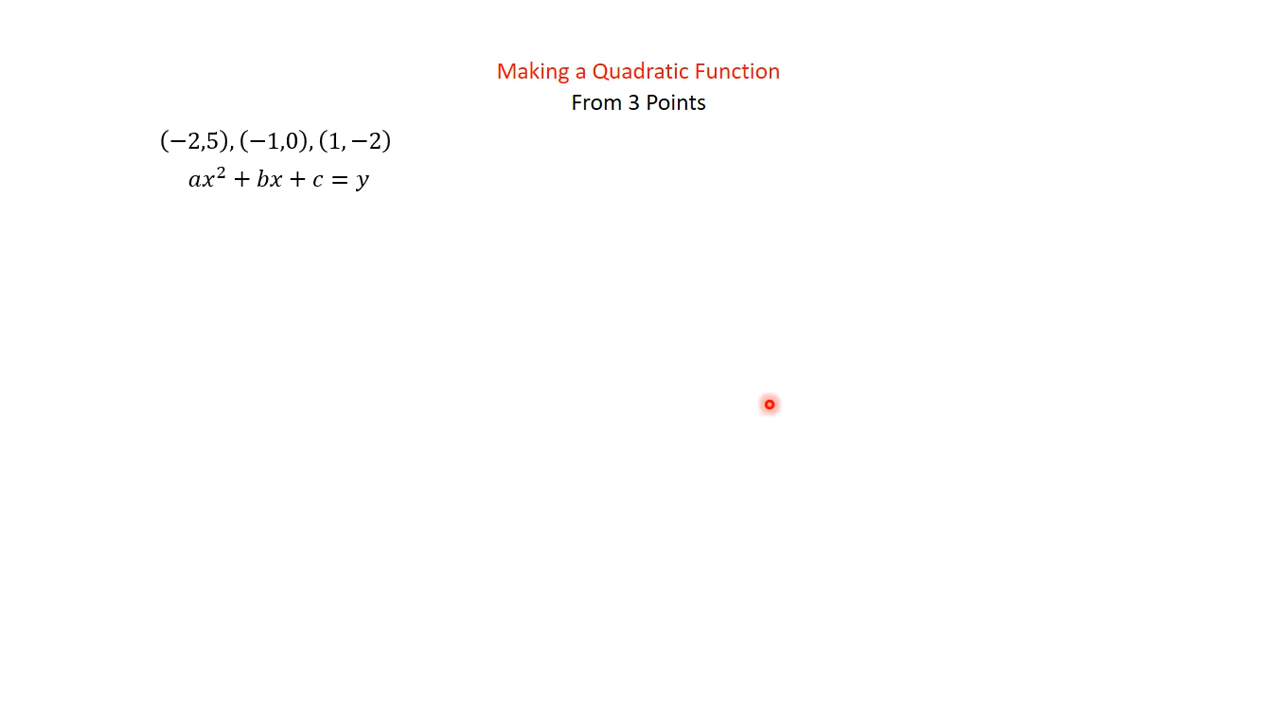 Making a Quadratic Function
From 3 Points
(−2,5), (−1,0), (1, −2)
𝑎𝑥² + 𝑏𝑥 + 𝑐 = 𝑦